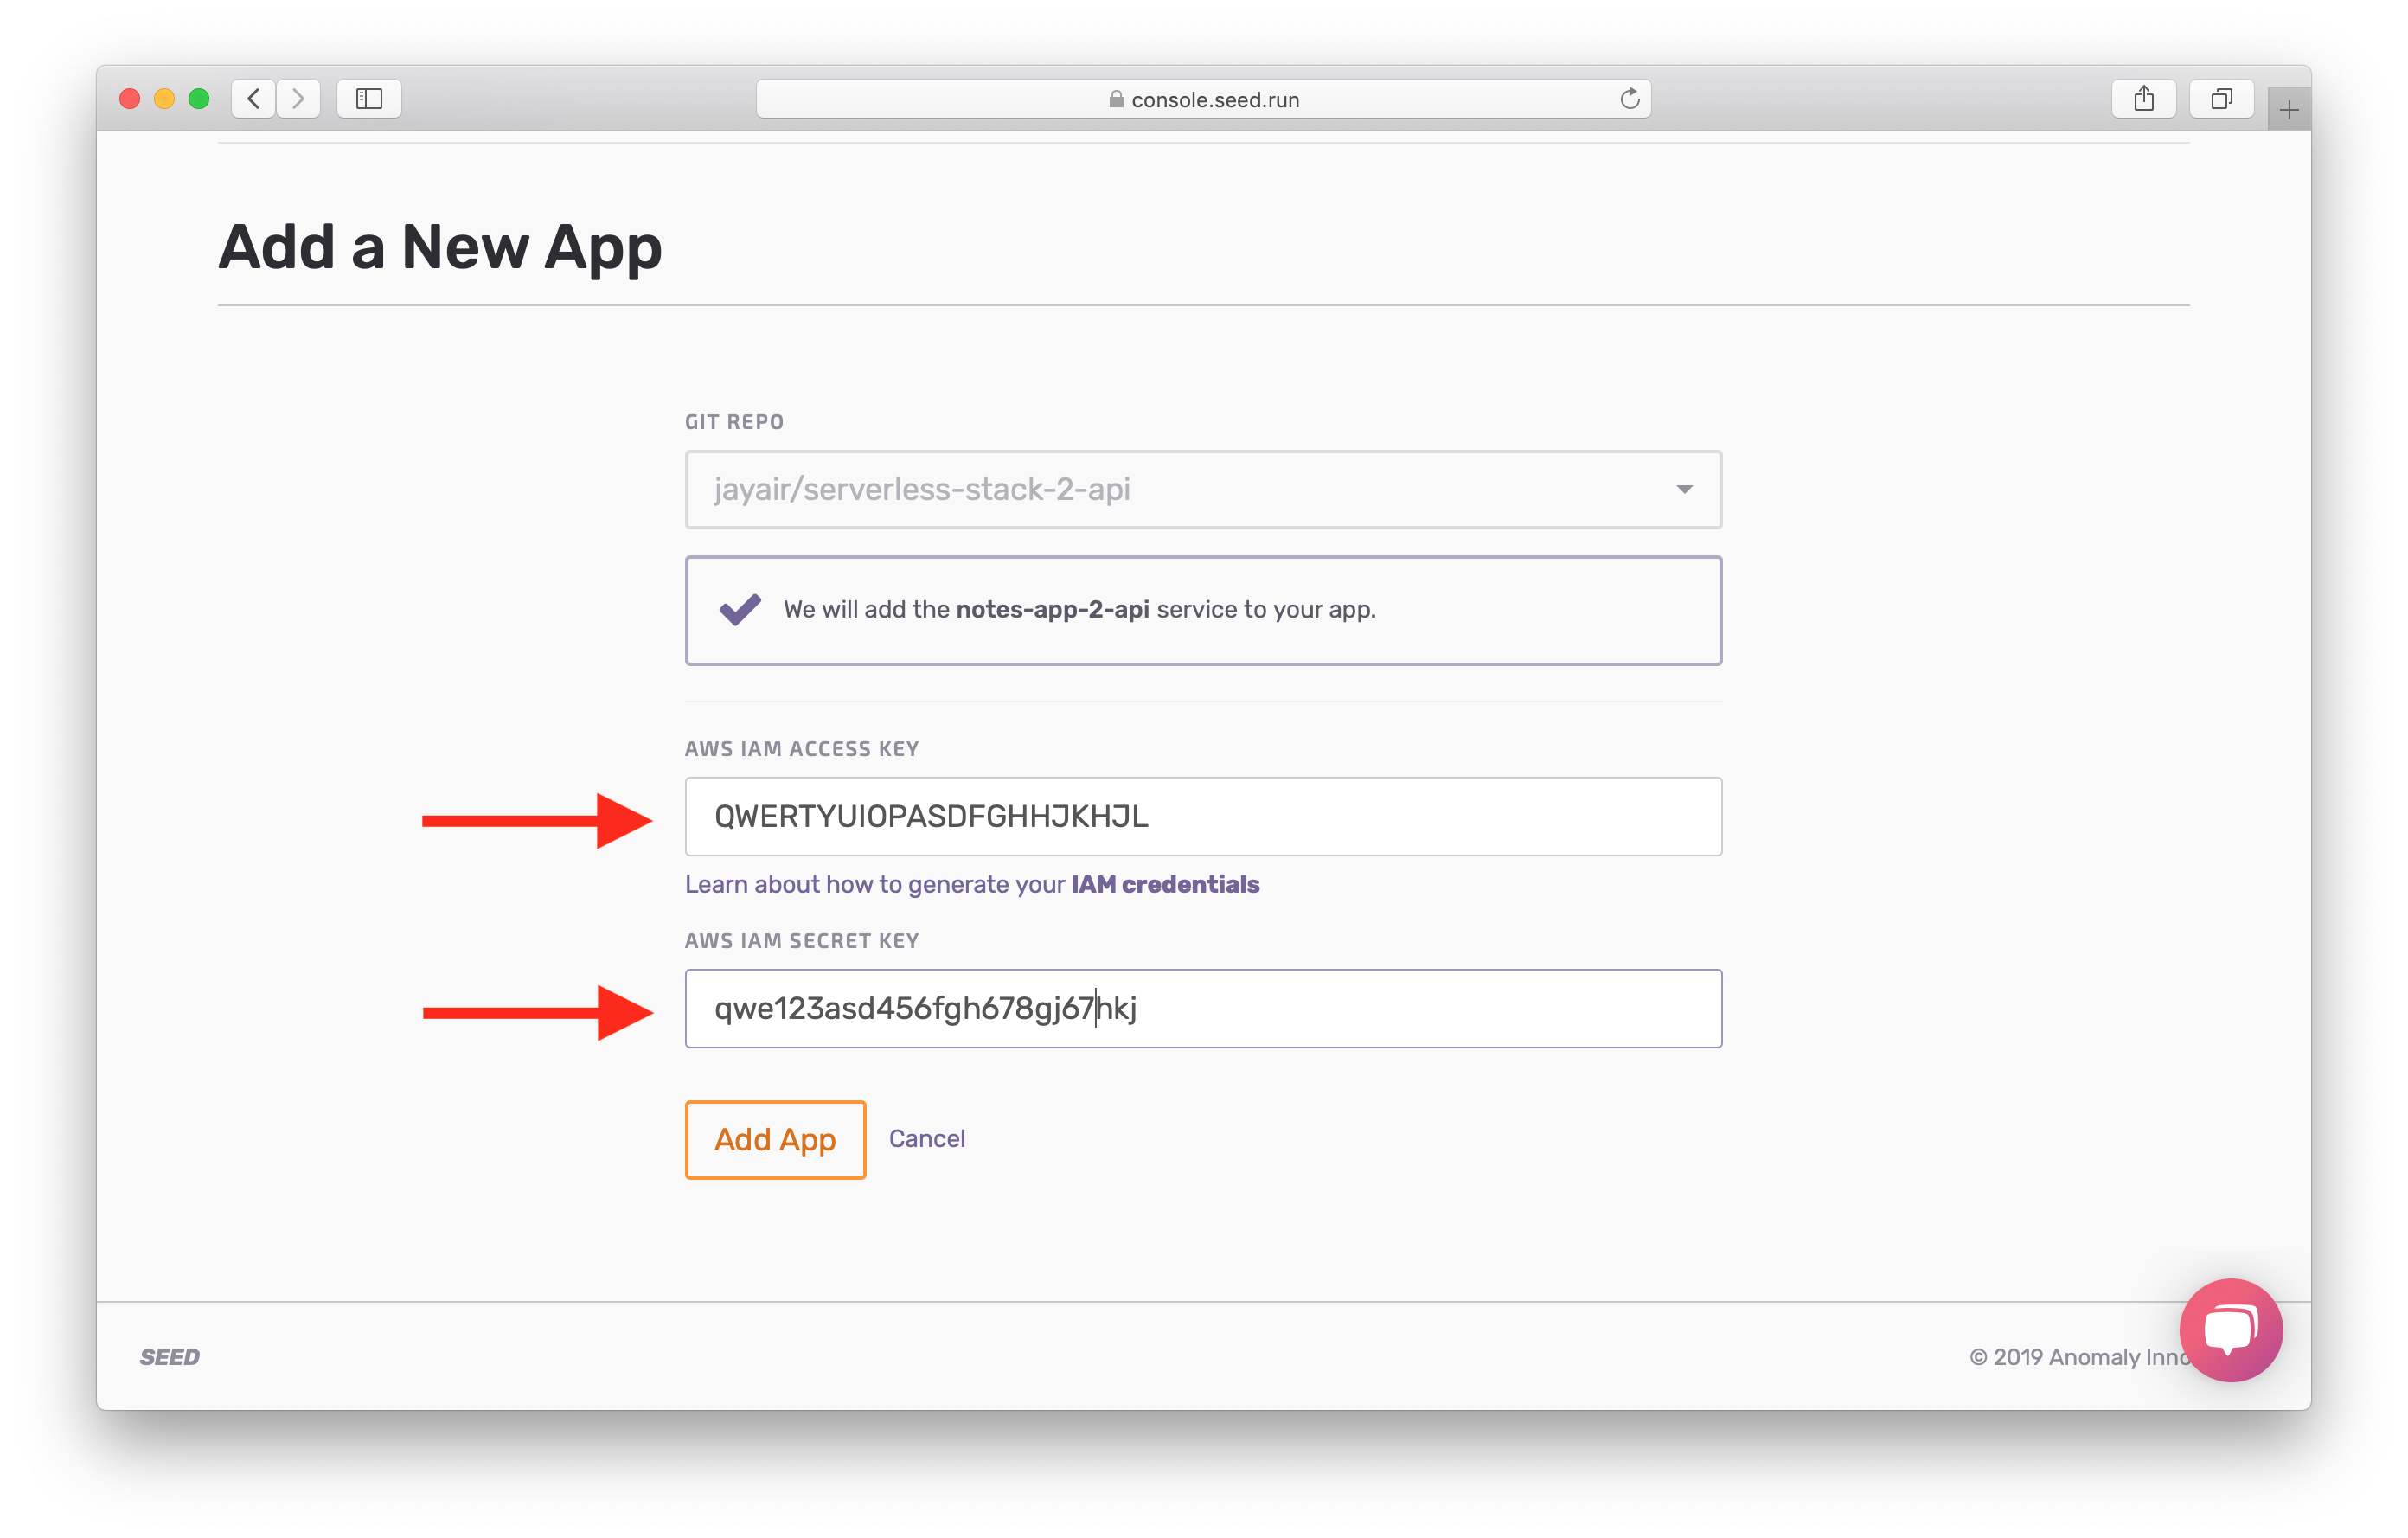 console.seed.run
Add a New App
GIT REPO
jayair/serverless-stack-2-api
We will add the notes-app-2-api service to your app.
AWS IAM ACCESS KEY
QWERTYUIOPASDFGHHJKHJL
Learn about how to generate your IAM credentials
AWS IAM SECRET KEY
qwe123asd456fgh678gj67hkj
Add App Cancel
SEED © 2019 Anomaly